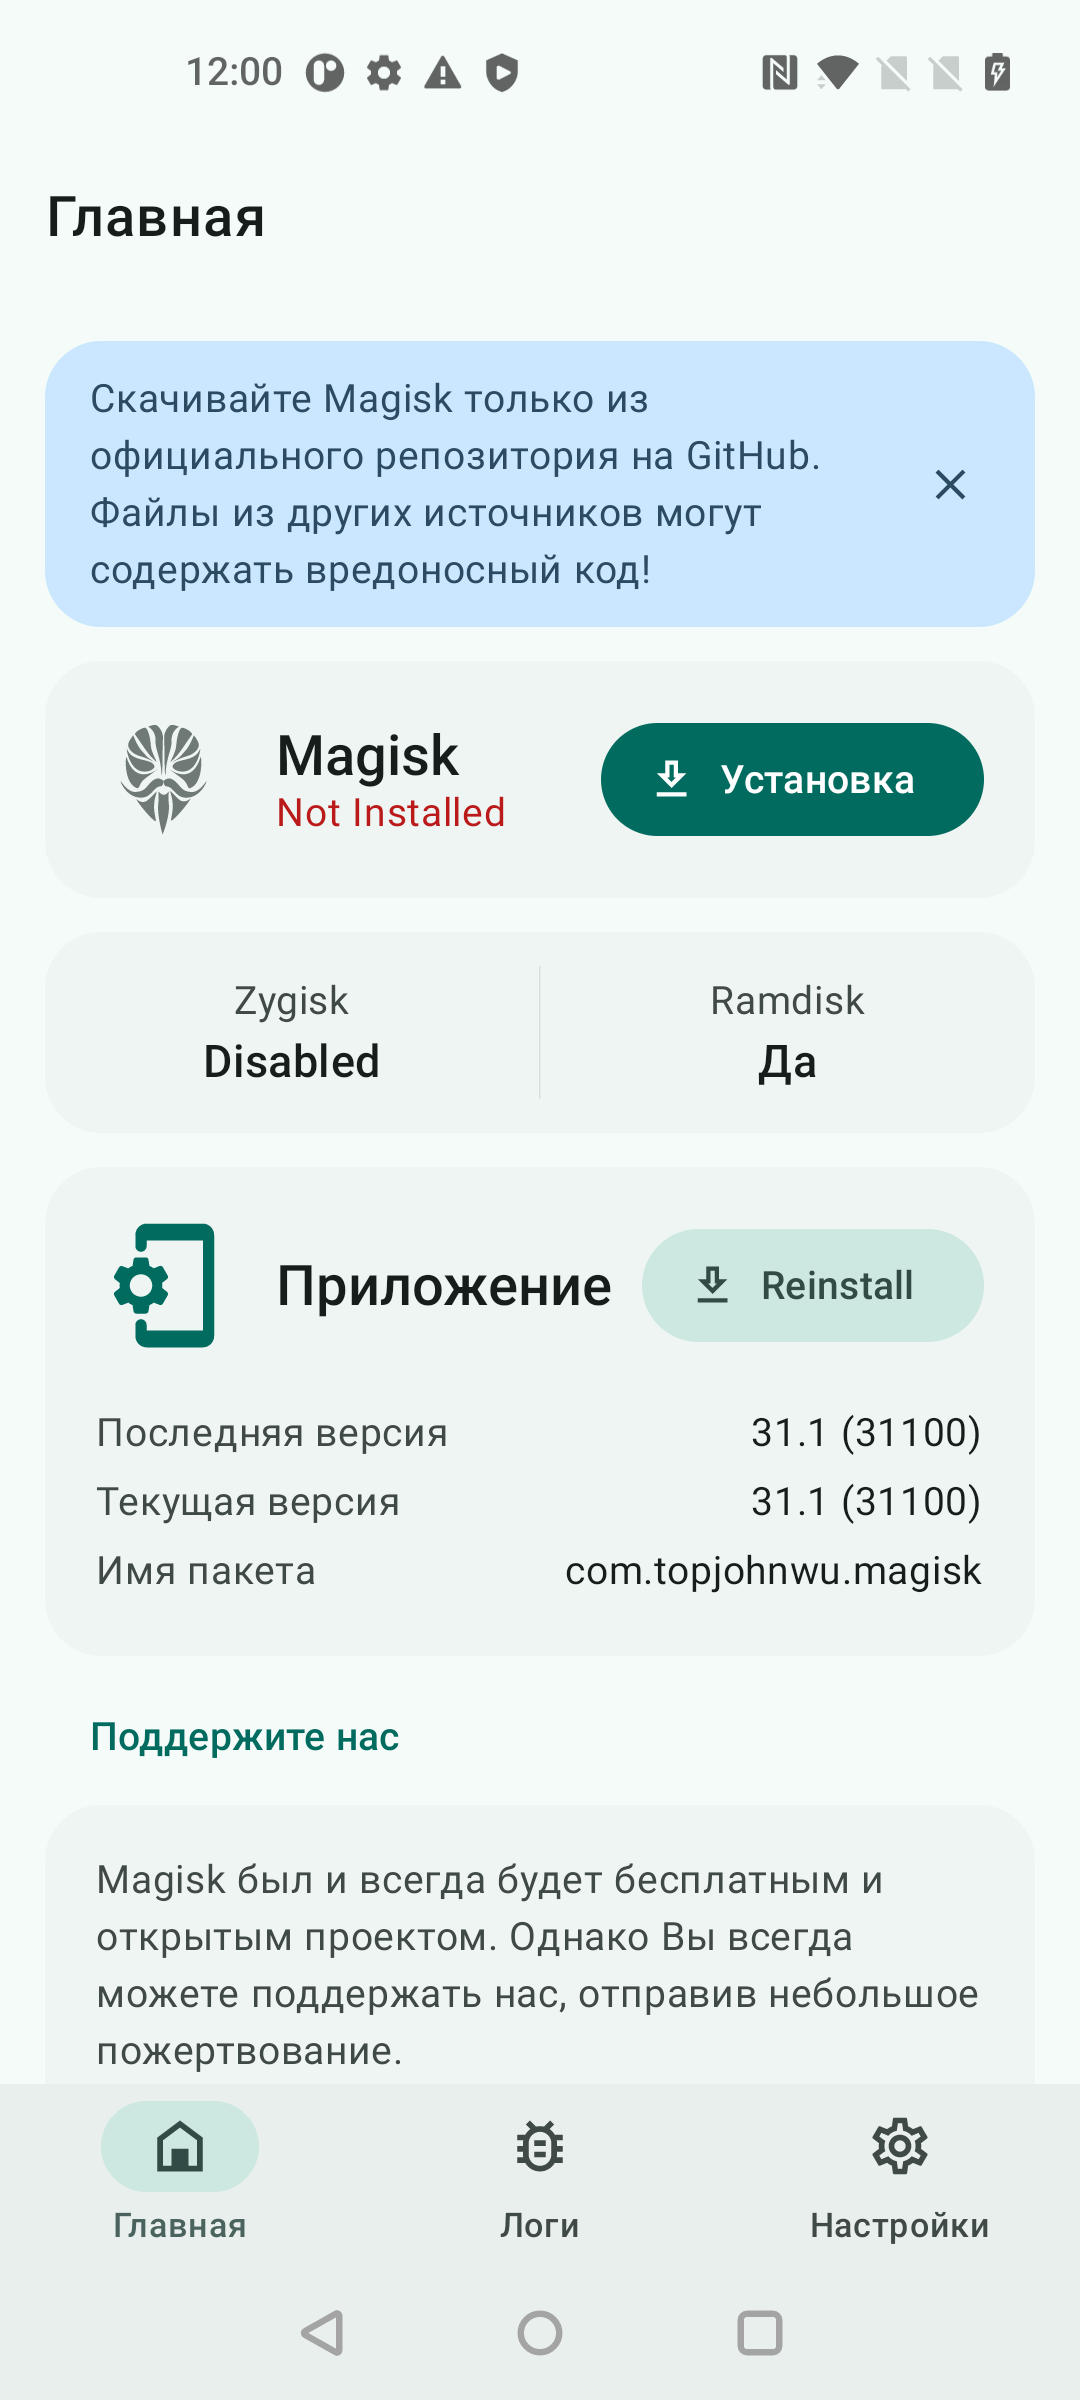 12:00
Главная
Скачивайте Magisk только из
официального репозитория на GitHub.
Файлы из других источников могут
содержать вредоносный код!
Magisk
Not Installed
Установка
Zygisk
Disabled
Ramdisk
Да
Приложение
Reinstall
Последняя версия
31.1 (31100)
Текущая версия
31.1 (31100)
Имя пакета
com.topjohnwu.magisk
Поддержите нас
Magisk был и всегда будет бесплатным и
открытым проектом. Однако Вы всегда
можете поддержать нас, отправив небольшое
пожертвование.
Главная
Логи
Настройки